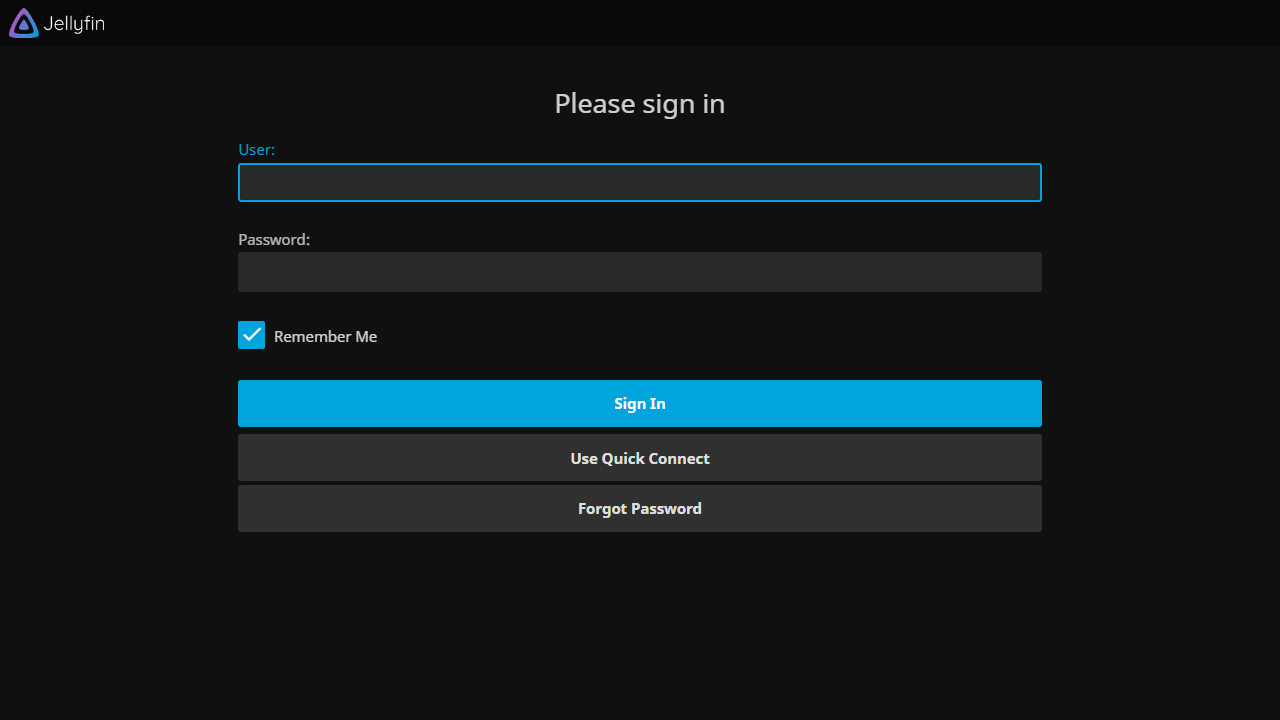 Jellyfin
Please sign in
User:
Password:
Remember Me
Sign In
Use Quick Connect
Forgot Password